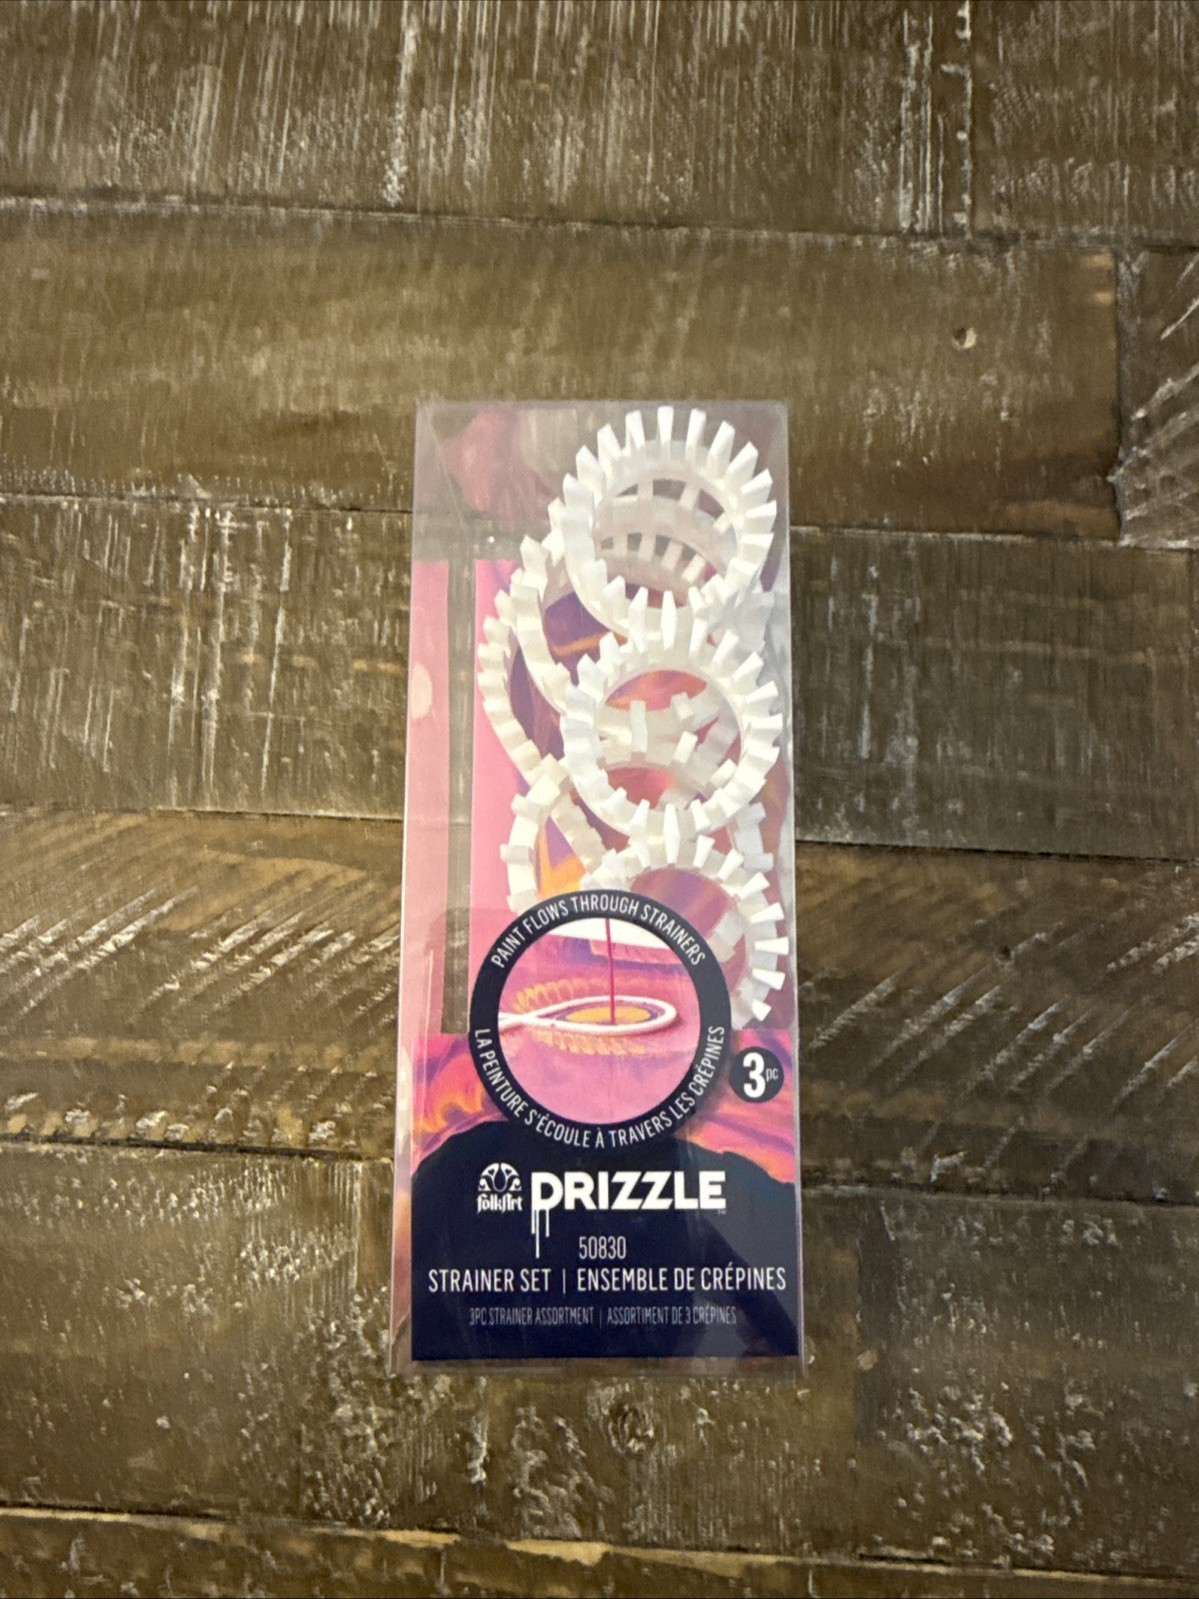 PAINT FLOWS THROUGH STRAINERS
LA PEINTURE S'ÉCOULE À TRAVERS LES CRÉPINES
3pc
FolkArt DRIZZLE™
50830
STRAINER SET | ENSEMBLE DE CRÉPINES
3PC STRAINER ASSORTMENT | ASSORTIMENT DE 3 CRÉPINES